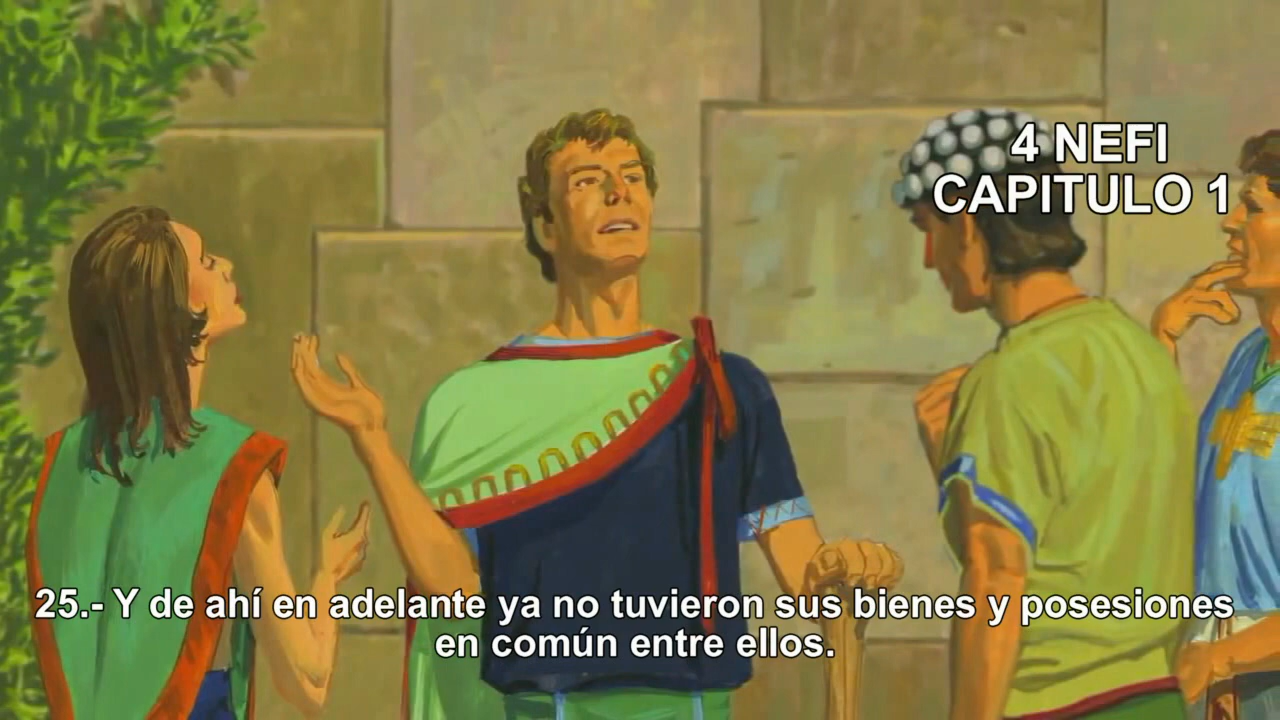 4 NEFI
CAPITULO 1
25.- Y de ahí en adelante ya no tuvieron sus bienes y posesiones
en común entre ellos.